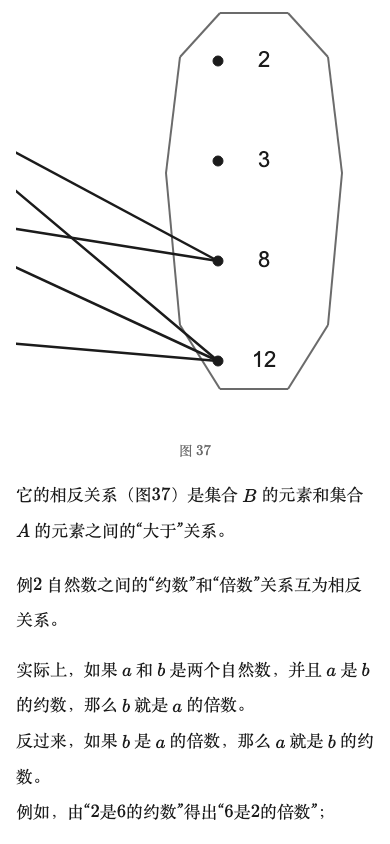 2
3
8
12
图 37
它的相反关系（图37）是集合 B 的元素和集合
A 的元素之间的“大于”关系。
例2 自然数之间的“约数”和“倍数”关系互为相反
关系。
实际上，如果 a 和 b 是两个自然数，并且 a 是 b
的约数，那么 b 就是 a 的倍数。
反过来，如果 b 是 a 的倍数，那么 a 就是 b 的约
数。
例如，由“2是6的约数”得出“6是2的倍数”；